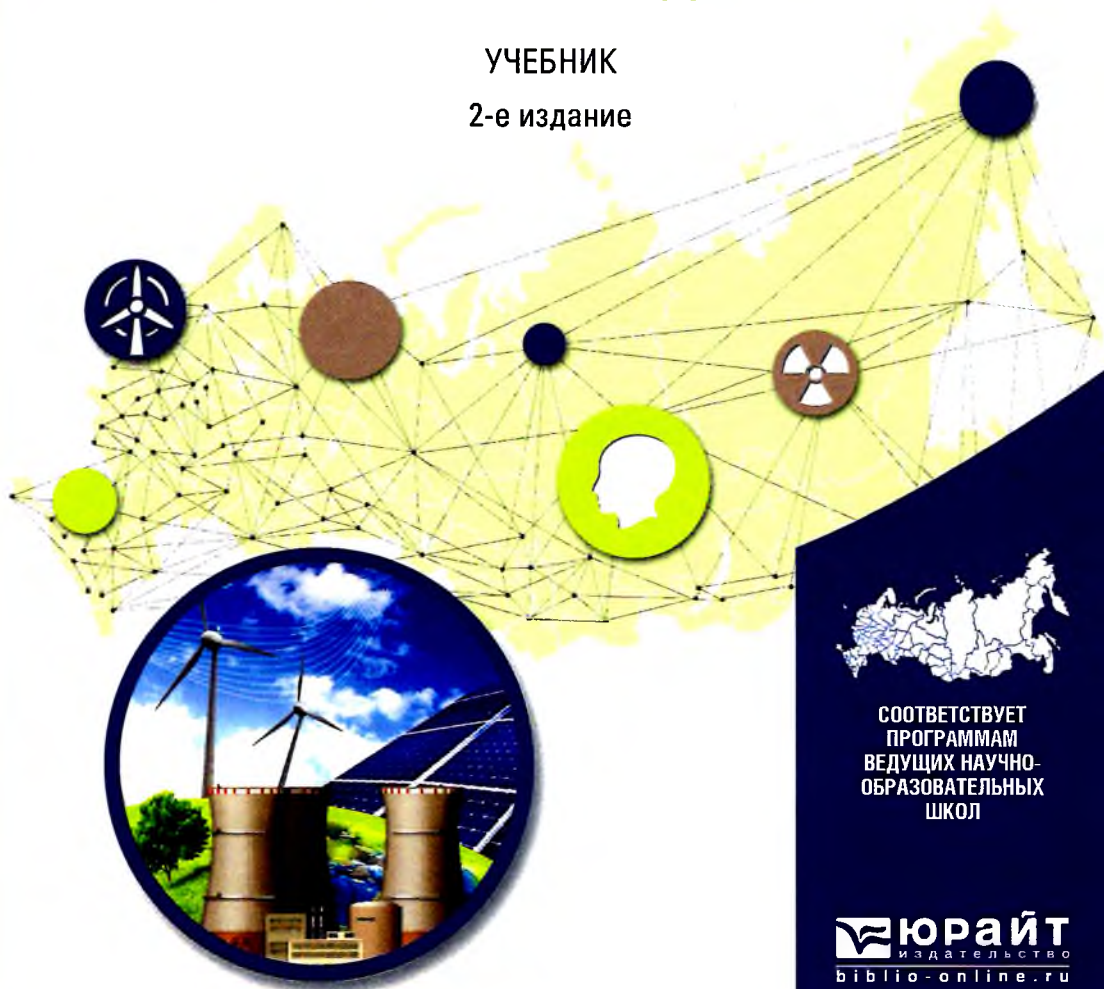 УЧЕБНИК
2-е издание
СООТВЕТСТВУЕТ
ПРОГРАММАМ
ВЕДУЩИХ НАУЧНО-
ОБРАЗОВАТЕЛЬНЫХ
ШКОЛ
юрайт
издательство
biblio-online.ru